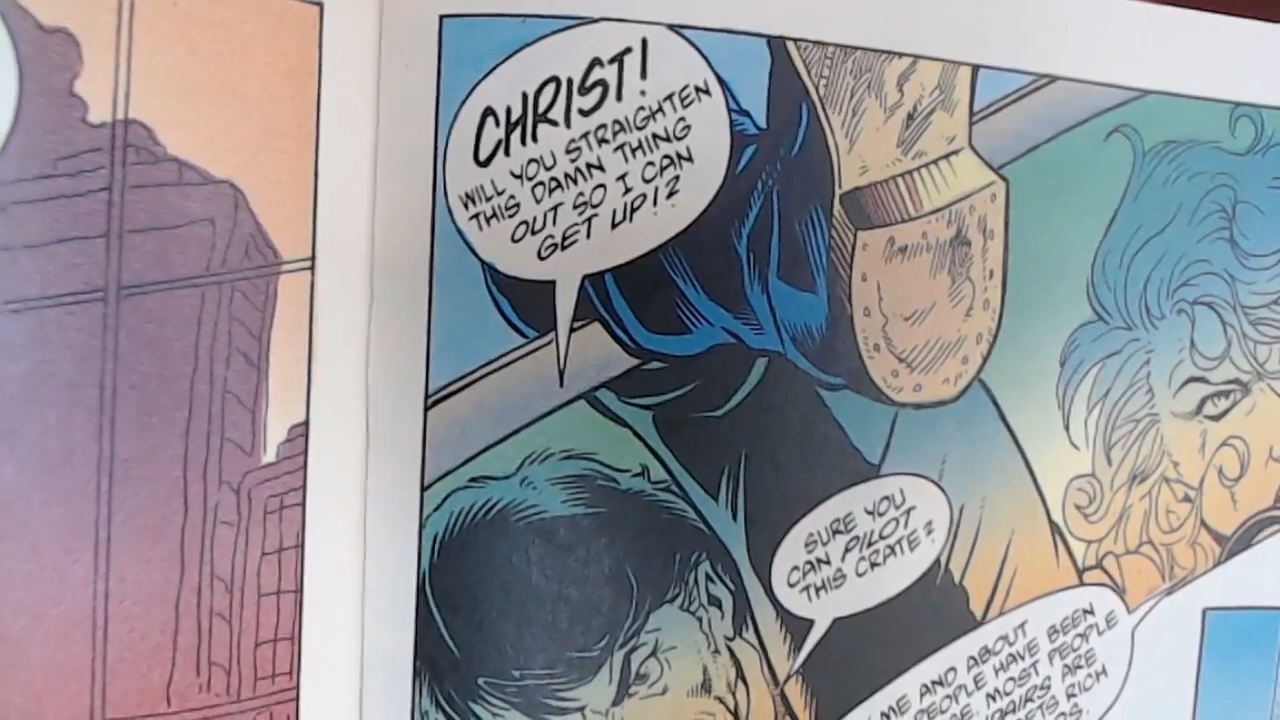 CHRIST!
WILL YOU STRAIGHTEN
THIS DAMN THING
OUT SO I CAN
GET UP!?
SURE YOU
CAN PILOT
THIS CRATE?
ME AND ABOUT
PEOPLE HAVE BEEN
MOST PEOPLE
ARE
RICH